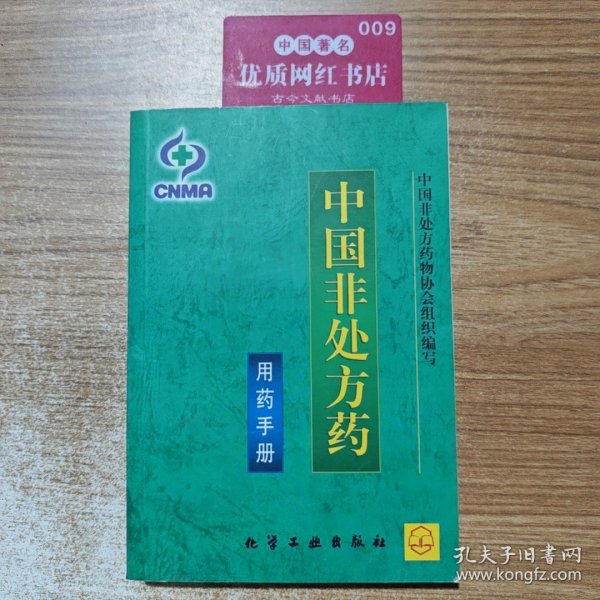 009
中国著名
优质网红书店
古今文献书店
CNMA
中国非处方药物协会组织编写
中国非处方药
用药手册
化学工业出版社
孔夫子旧书网
www.kongfz.com